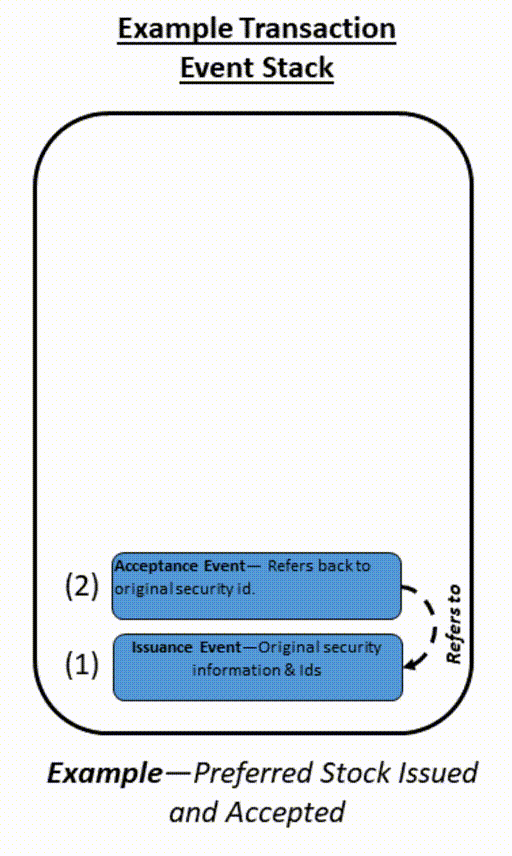 Example Transaction
Event Stack
(2)
Acceptance Event— Refers back to
original security id.
Refers to
(1)
Issuance Event—Original security
information & Ids
Example—Preferred Stock Issued
and Accepted